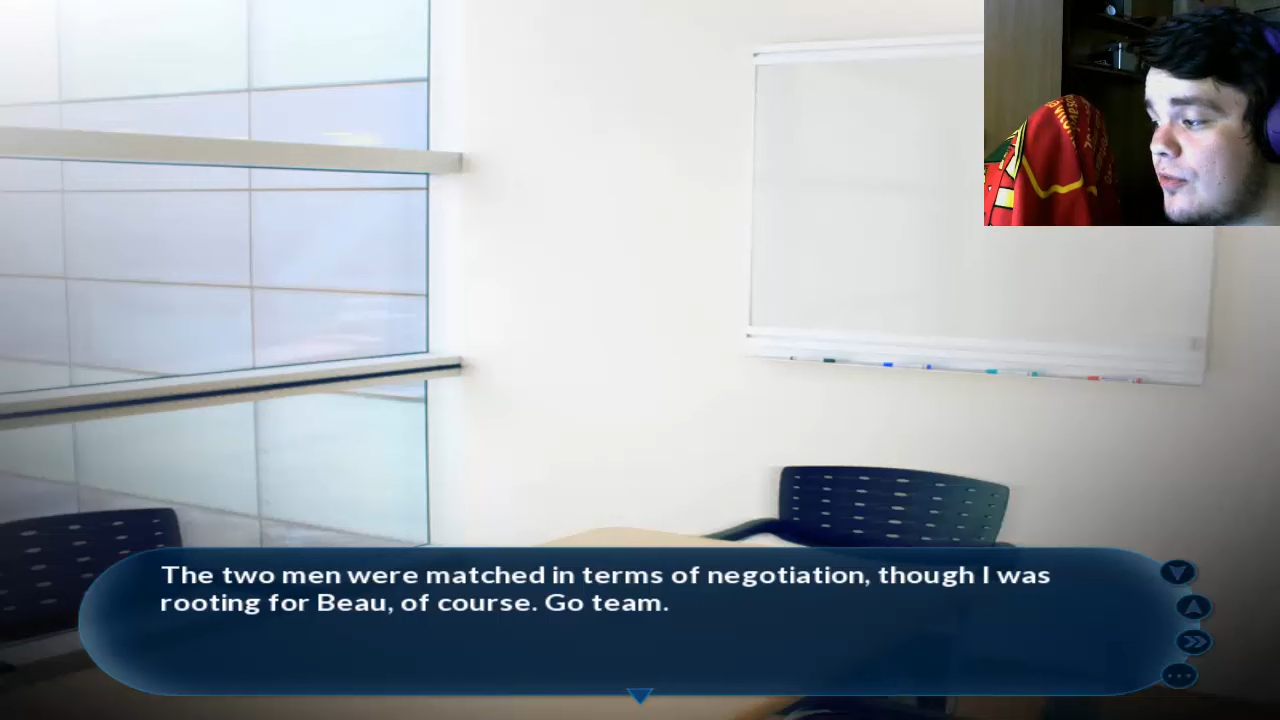 The two men were matched in terms of negotiation, though I was
rooting for Beau, of course. Go team.